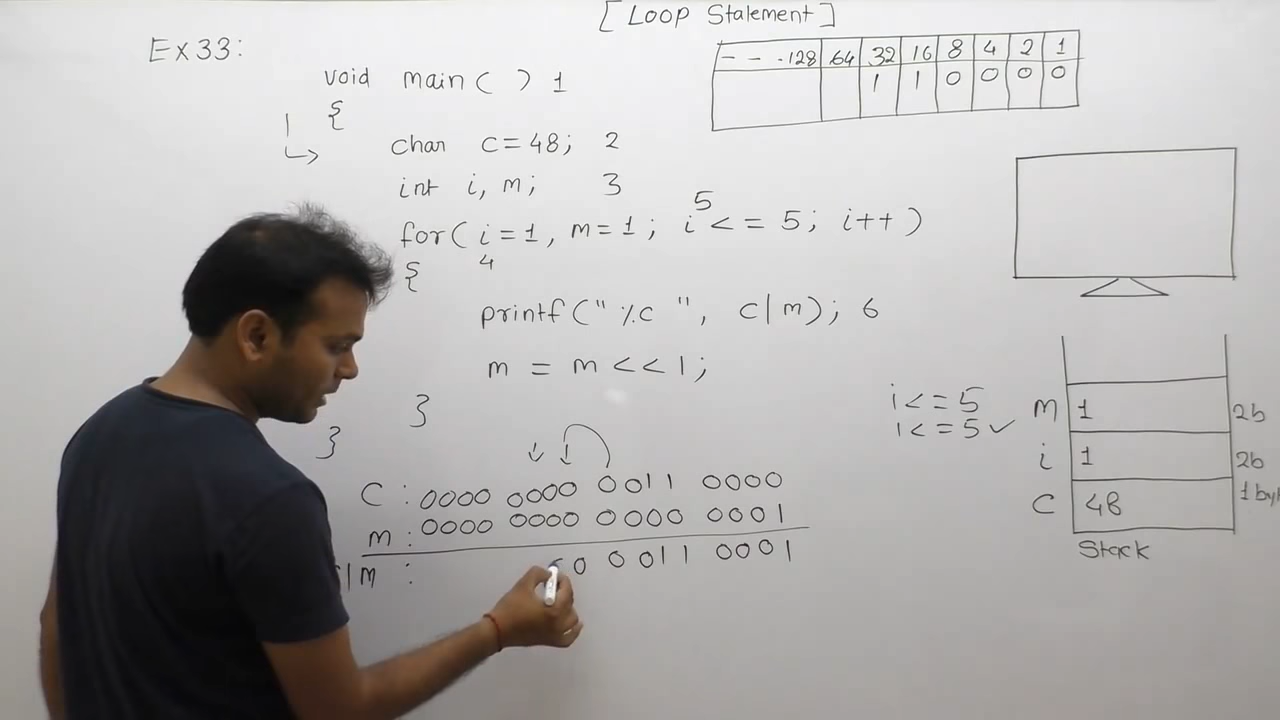 [ Loop Statement ]
Ex33:
- - - 128 64 32 16 8 4 2 1
1 1 0 0 0 0
void main( ) 1
{
char c=48; 2
int i, m; 3
5
for( i=1, m=1; i<=5; i++ )
4
{
printf("%c ", c|m); 6
m = m<<1;
}
}
i<=5
1<=5✓
m 1 2b
i 1 2b
C 48
Stack
C : 0000 0000 0011 0000
m : 0000 0000 0000 0001
|m : 0 0011 0001